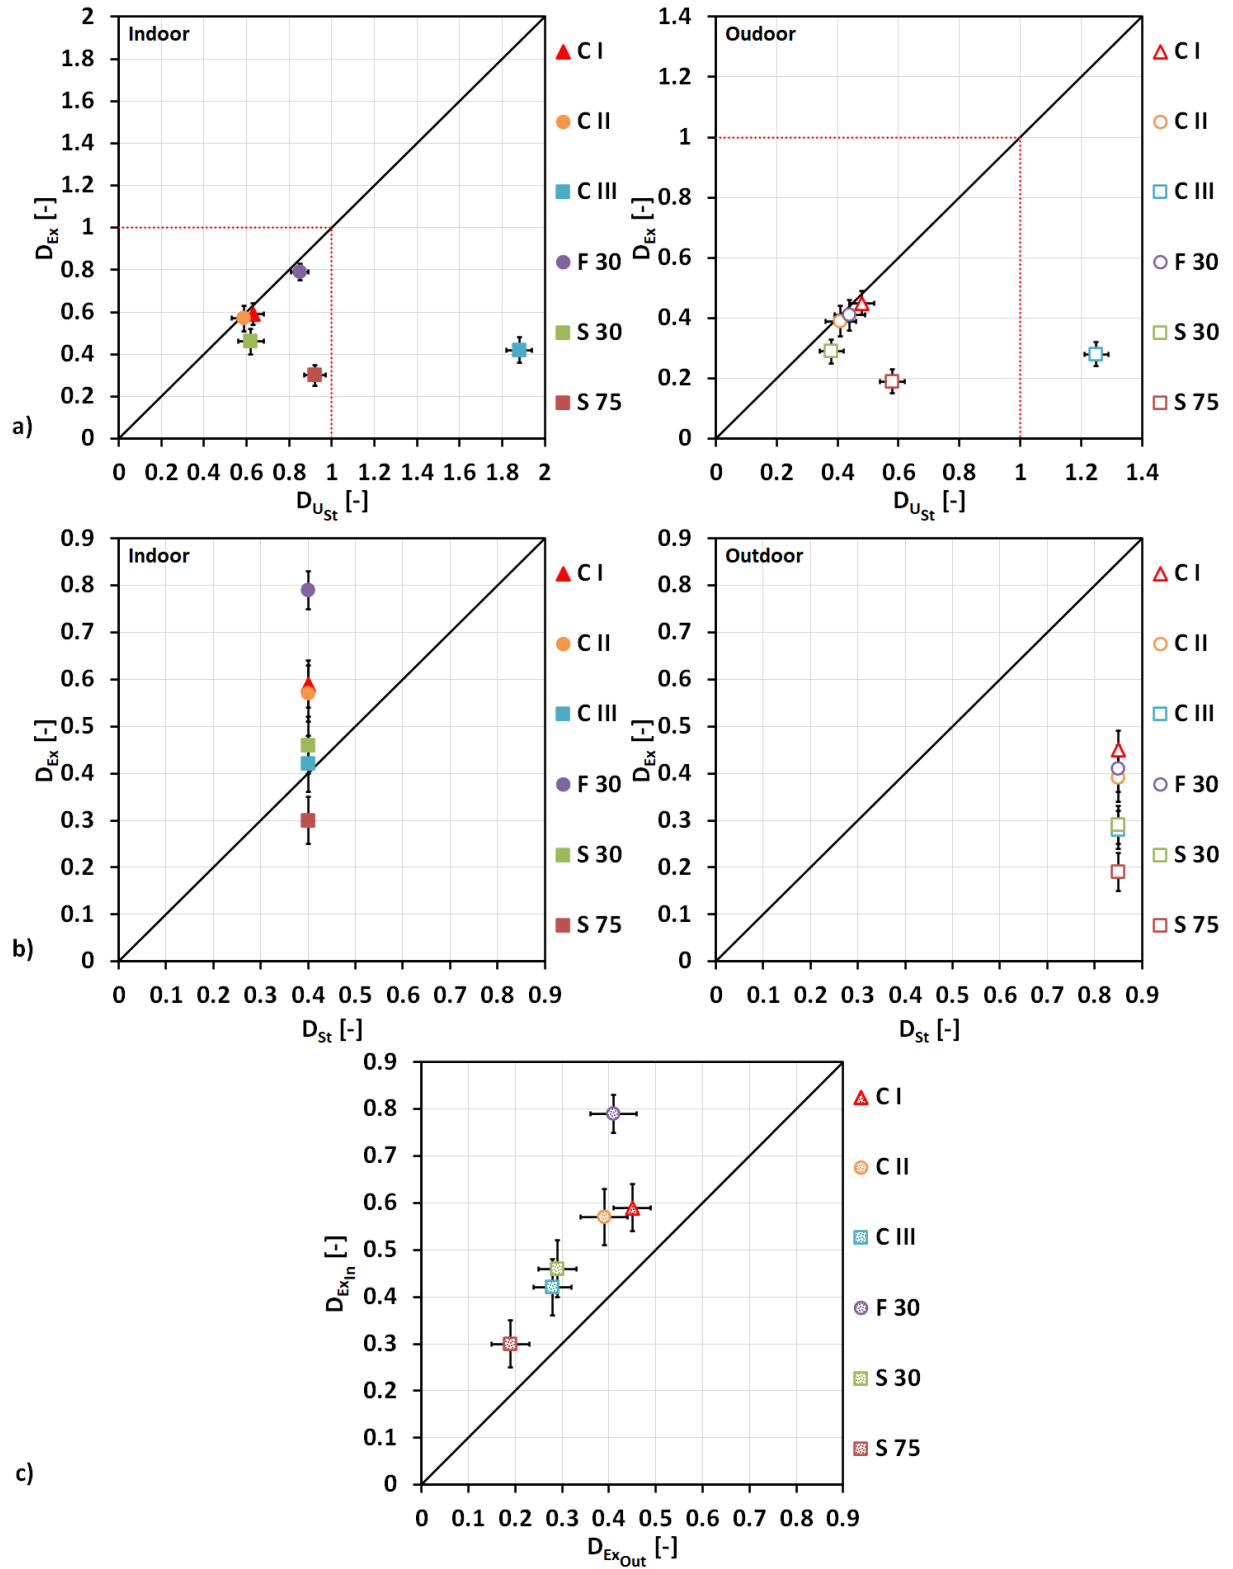 Indoor
2
1.8
1.6
1.4
1.2
1
0.8
0.6
0.4
0.2
0
D_Ex [-]
0 0.2 0.4 0.6 0.8 1 1.2 1.4 1.6 1.8 2
D_U_St [-]
C I
C II
C III
F 30
S 30
S 75
a)
Oudoor
1.4
1.2
1
0.8
0.6
0.4
0.2
0
D_Ex [-]
0 0.2 0.4 0.6 0.8 1 1.2 1.4
D_U_St [-]
C I
C II
C III
F 30
S 30
S 75
Indoor
0.9
0.8
0.7
0.6
0.5
0.4
0.3
0.2
0.1
0
D_Ex [-]
0 0.1 0.2 0.3 0.4 0.5 0.6 0.7 0.8 0.9
D_St [-]
C I
C II
C III
F 30
S 30
S 75
b)
Outdoor
0.9
0.8
0.7
0.6
0.5
0.4
0.3
0.2
0.1
0
D_Ex [-]
0 0.1 0.2 0.3 0.4 0.5 0.6 0.7 0.8 0.9
D_St [-]
C I
C II
C III
F 30
S 30
S 75
0.9
0.8
0.7
0.6
0.5
0.4
0.3
0.2
0.1
0
D_Ex_In [-]
0 0.1 0.2 0.3 0.4 0.5 0.6 0.7 0.8 0.9
D_Ex_Out [-]
C I
C II
C III
F 30
S 30
S 75
c)